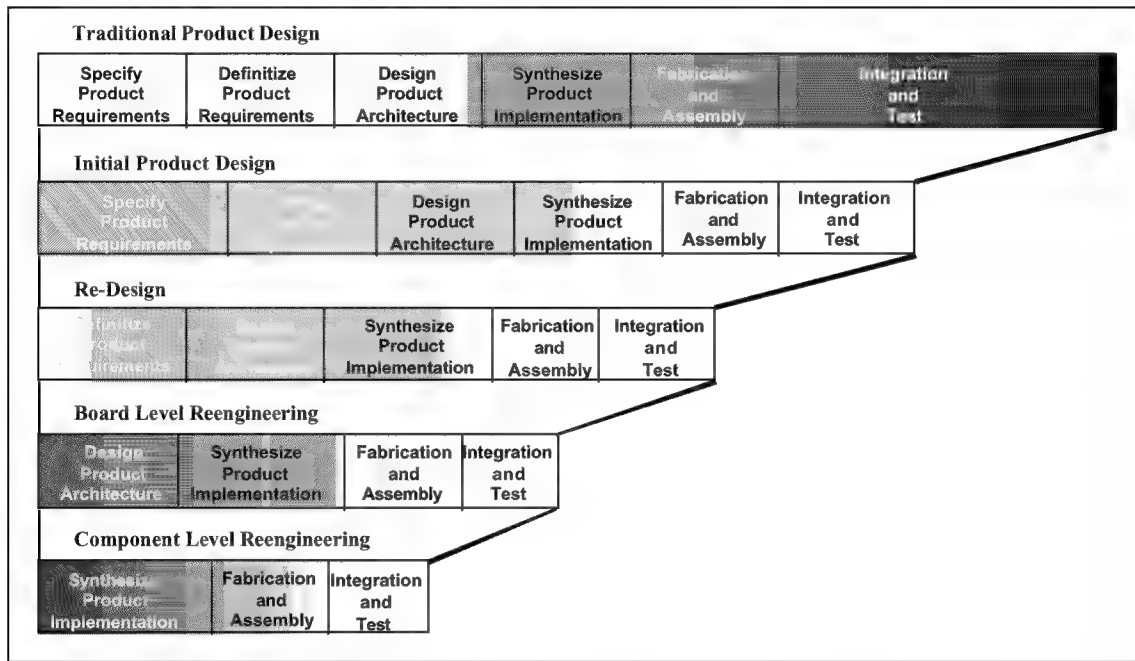 Traditional Product Design
Specify
Product
Requirements
Definitize
Product
Requirements
Design
Product
Architecture
Synthesize
Product
Implementation
Fabrication
and
Assembly
Integration
and
Test
Initial Product Design
Specify
Product
Requirements
Design
Product
Architecture
Synthesize
Product
Implementation
Fabrication
and
Assembly
Integration
and
Test
Re-Design
efinitize
roduct
uirements
Synthesize
Product
Implementation
Fabrication
and
Assembly
Integration
and
Test
Board Level Reengineering
Design
Product
Architecture
Synthesize
Product
Implementation
Fabrication
and
Assembly
Integration
and
Test
Component Level Reengineering
Synthesize
Product
Implementation
Fabrication
and
Assembly
Integration
and
Test